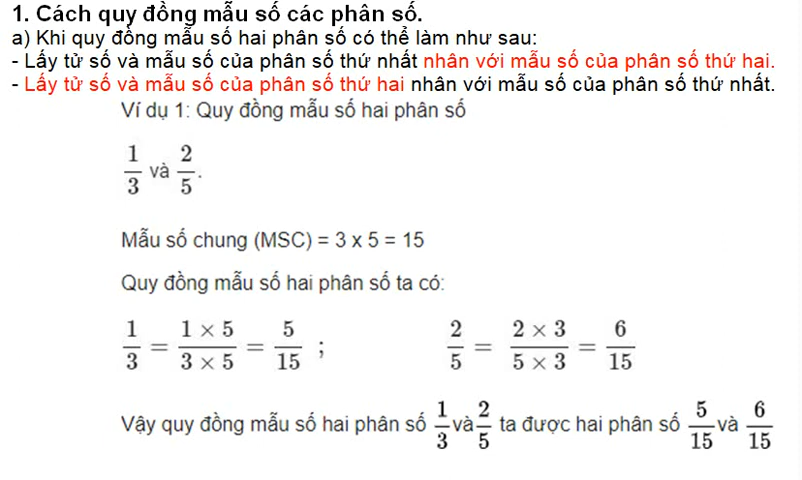 1. Cách quy đồng mẫu số các phân số.
a) Khi quy đồng mẫu số hai phân số có thể làm như sau:
- Lấy tử số và mẫu số của phân số thứ nhất nhân với mẫu số của phân số thứ hai.
- Lấy tử số và mẫu số của phân số thứ hai nhân với mẫu số của phân số thứ nhất.
Ví dụ 1: Quy đồng mẫu số hai phân số
1/3 và 2/5.
Mẫu số chung (MSC) = 3 x 5 = 15
Quy đồng mẫu số hai phân số ta có:
1/3 = 1 × 5/3 × 5 = 5/15 ; 2/5 = 2 × 3/5 × 3 = 6/15
Vậy quy đồng mẫu số hai phân số 1/3 và 2/5 ta được hai phân số 5/15 và 6/15